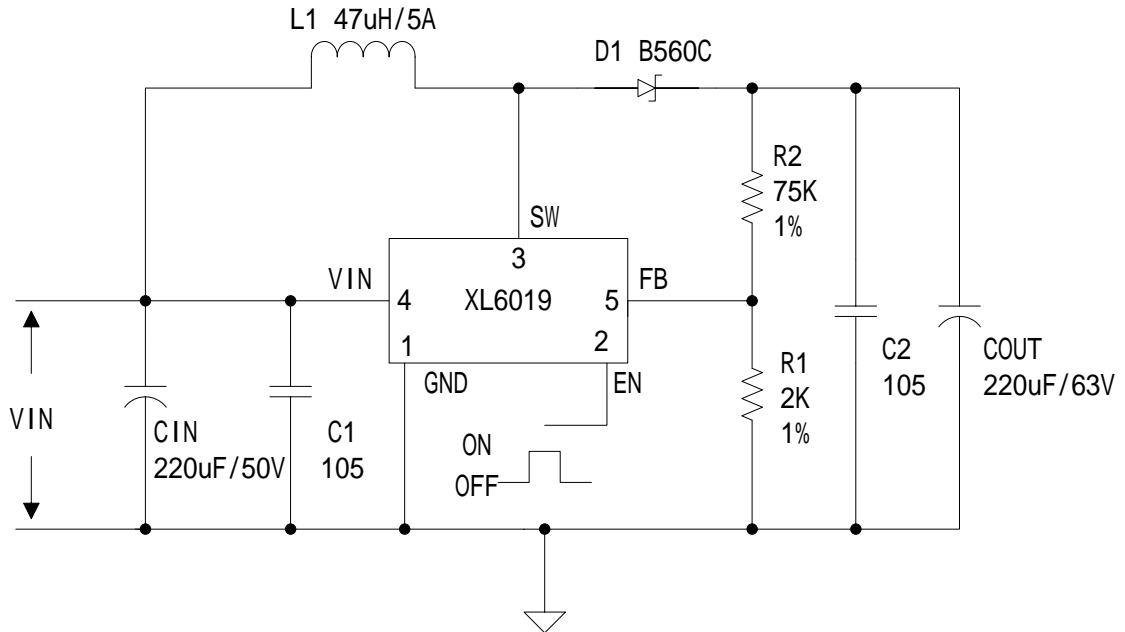 L1 47uH/5A
D1 B560C
R2
75K
1%
SW
3
VIN
4
XL6019
5
FB
1
2
GND
EN
VIN
CIN
220uF/50V
C1
105
ON
OFF
R1
2K
1%
C2
105
COUT
220uF/63V